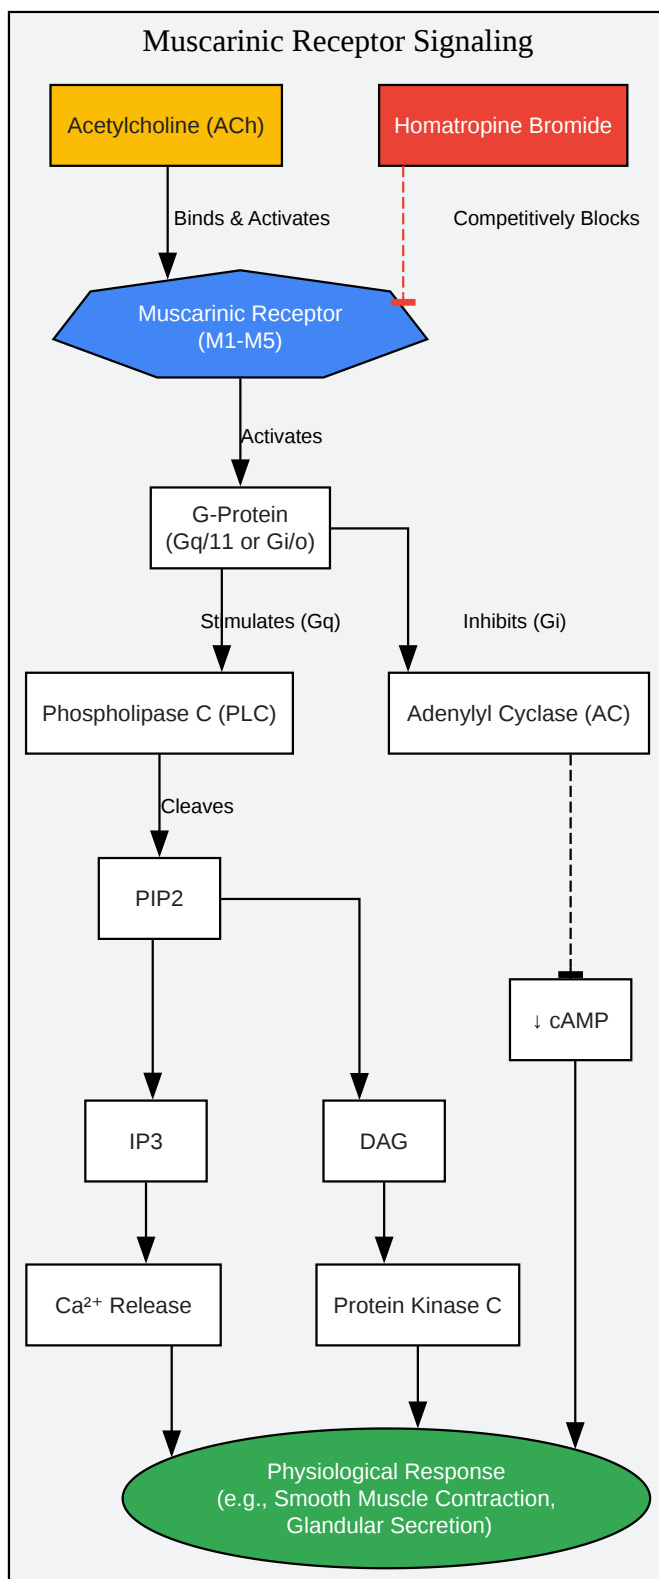 Muscarinic Receptor Signaling
Acetylcholine (ACh)
Homatropine Bromide
Binds & Activates
Competitively Blocks
Muscarinic Receptor
(M1-M5)
Activates
G-Protein
(Gq/11 or Gi/o)
Stimulates (Gq)
Inhibits (Gi)
Phospholipase C (PLC)
Adenylyl Cyclase (AC)
Cleaves
PIP2
↓ cAMP
IP3
DAG
Ca²⁺ Release
Protein Kinase C
Physiological Response
(e.g., Smooth Muscle Contraction,
Glandular Secretion)